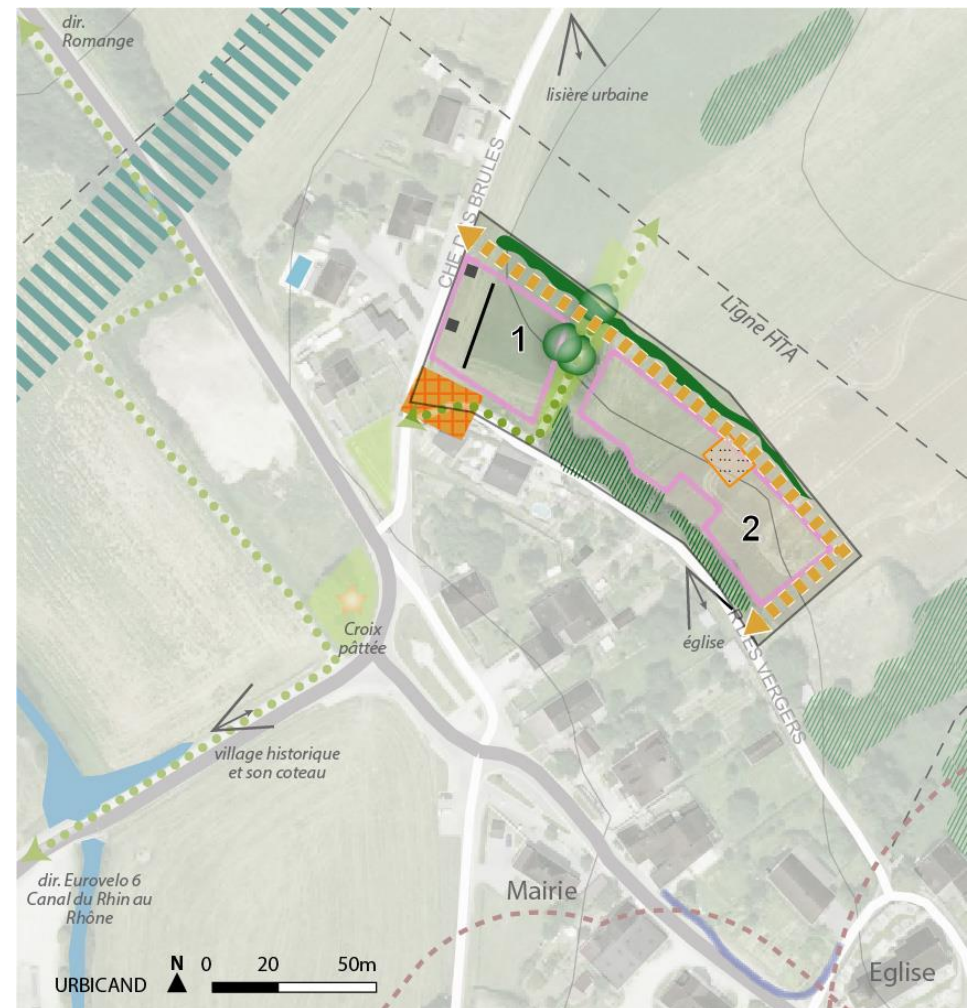 dir.
Romange
lisière urbaine
CHE DES BRULES
Ligne HTA
1
2
Croix
pâttée
église
R LES VERGERS
village historique
et son coteau
dir. Eurovelo 6
Canal du Rhin au
Rhône
Mairie
Eglise
URBICAND
N 0 20 50m